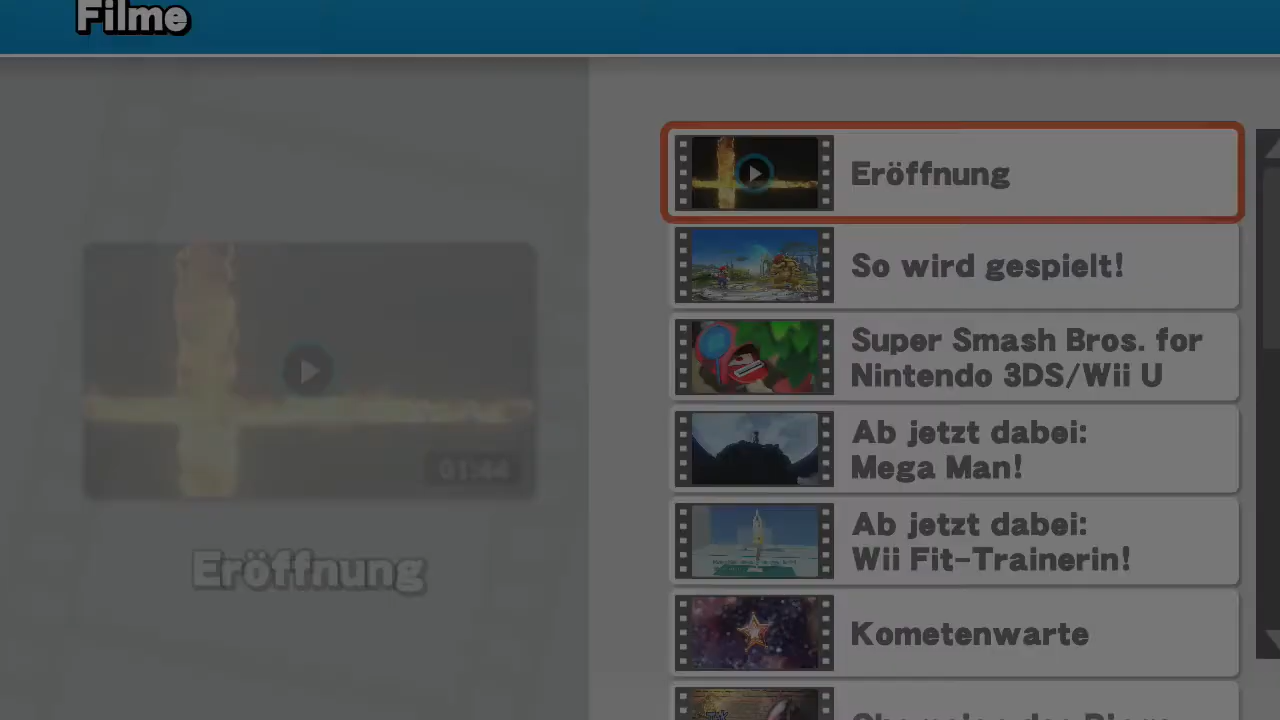 Filme
Eröffnung
So wird gespielt!
Super Smash Bros. for
Nintendo 3DS/Wii U
Ab jetzt dabei:
Mega Man!
Ab jetzt dabei:
Wii Fit-Trainerin!
Kometenwarte
01:44
Eröffnung